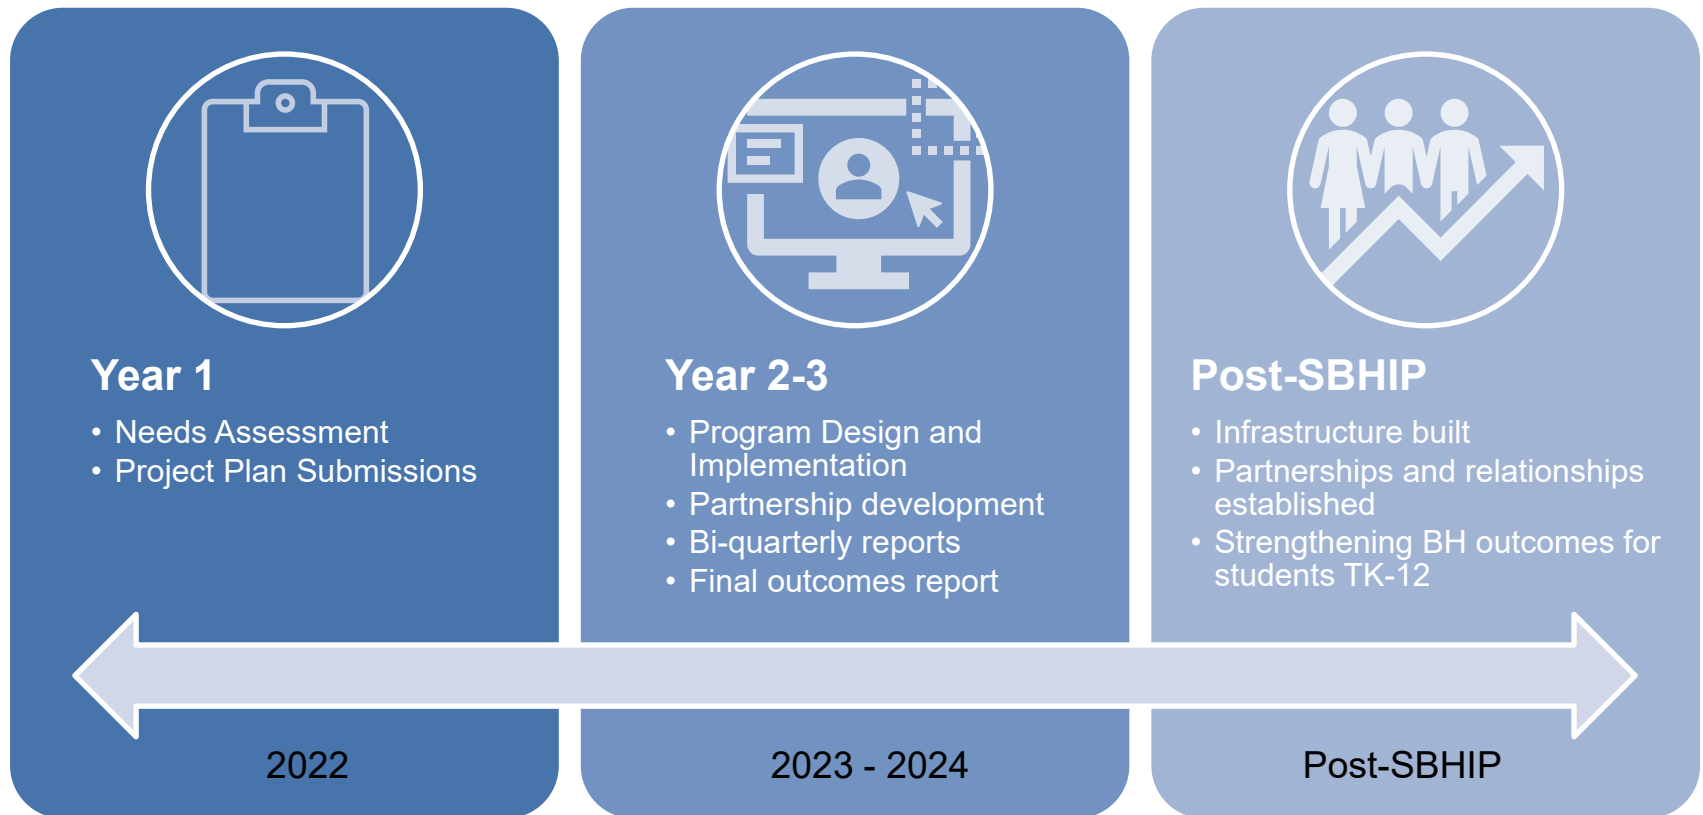 Year 1
• Needs Assessment
• Project Plan Submissions
Year 2-3
• Program Design and
Implementation
• Partnership development
• Bi-quarterly reports
• Final outcomes report
Post-SBHIP
• Infrastructure built
• Partnerships and relationships
established
• Strengthening BH outcomes for
students TK-12
2022
2023 - 2024
Post-SBHIP